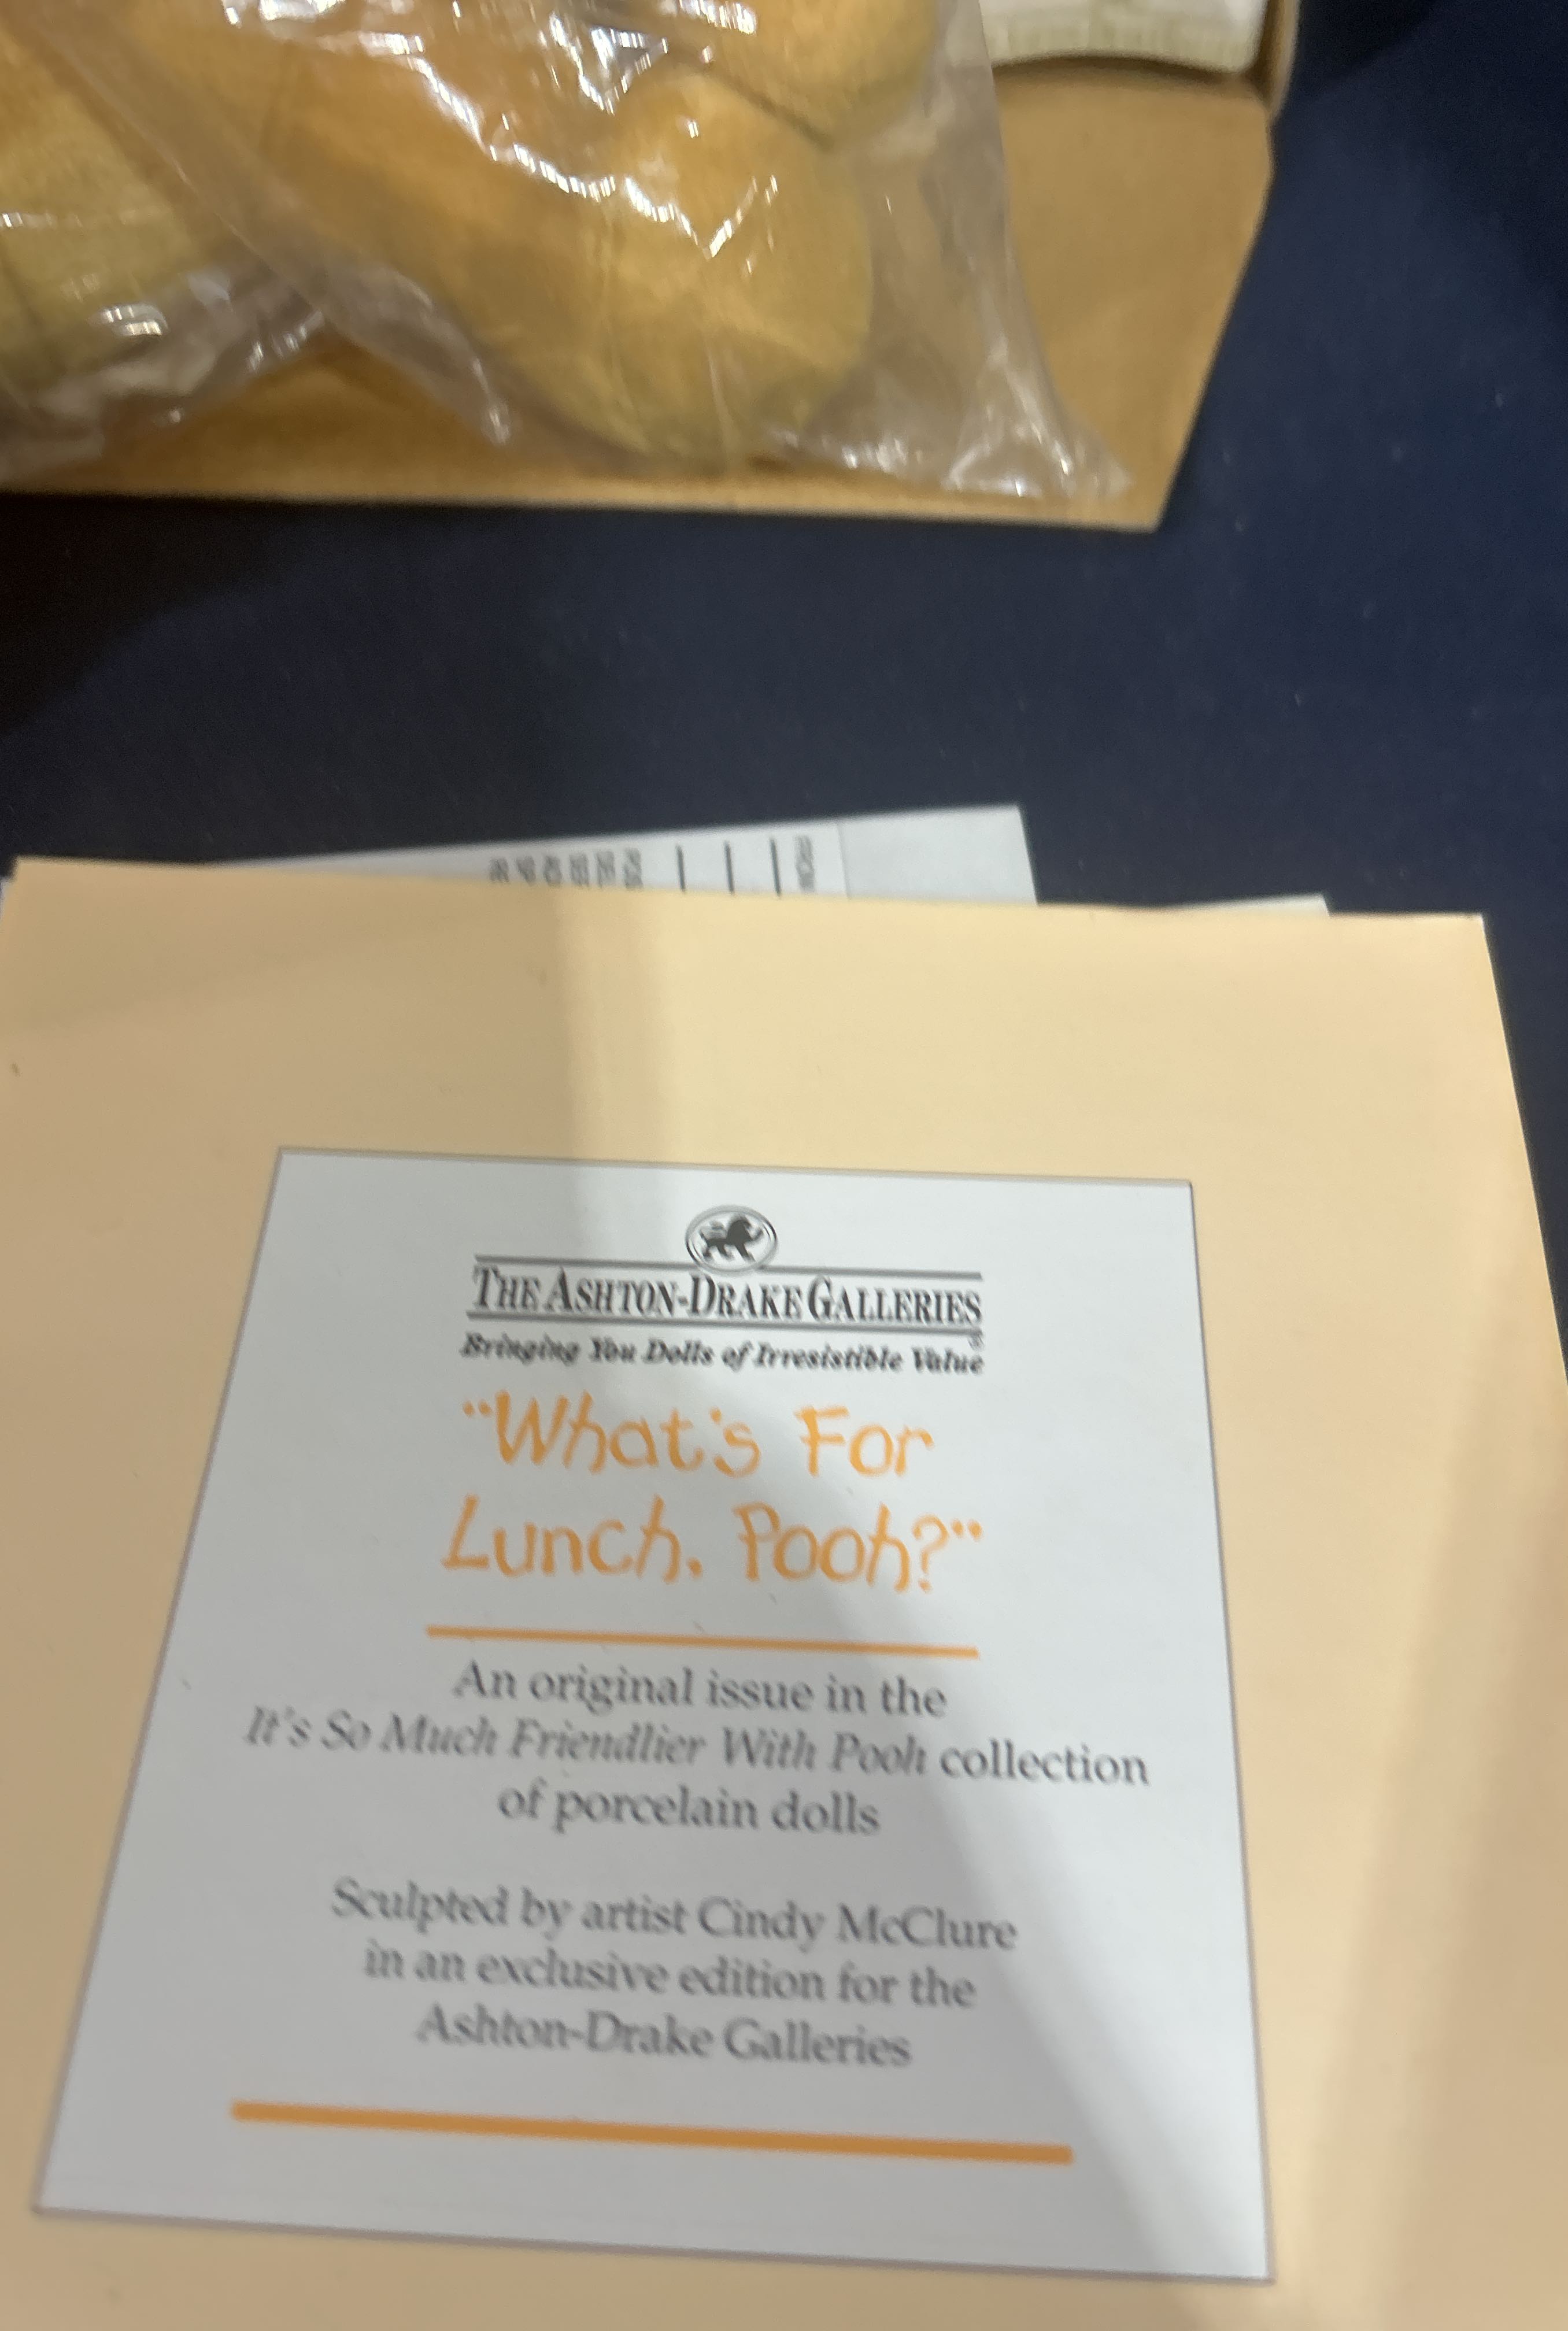 THE ASHTON-DRAKE GALLERIES
®
Bringing You Dolls of Irresistible Value
"What's For
Lunch, Pooh?"
An original issue in the
It's So Much Friendlier With Pooh collection
of porcelain dolls
Sculpted by artist Cindy McClure
in an exclusive edition for the
Ashton-Drake Galleries